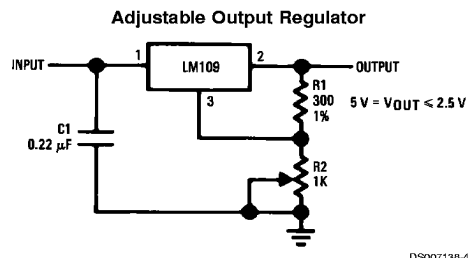 Adjustable Output Regulator
INPUT
1
LM109
2
OUTPUT
3
R1
300
1%
5 V = VOUT ⩽ 2.5 V
C1
0.22 μF
R2
1K
DS007138-4